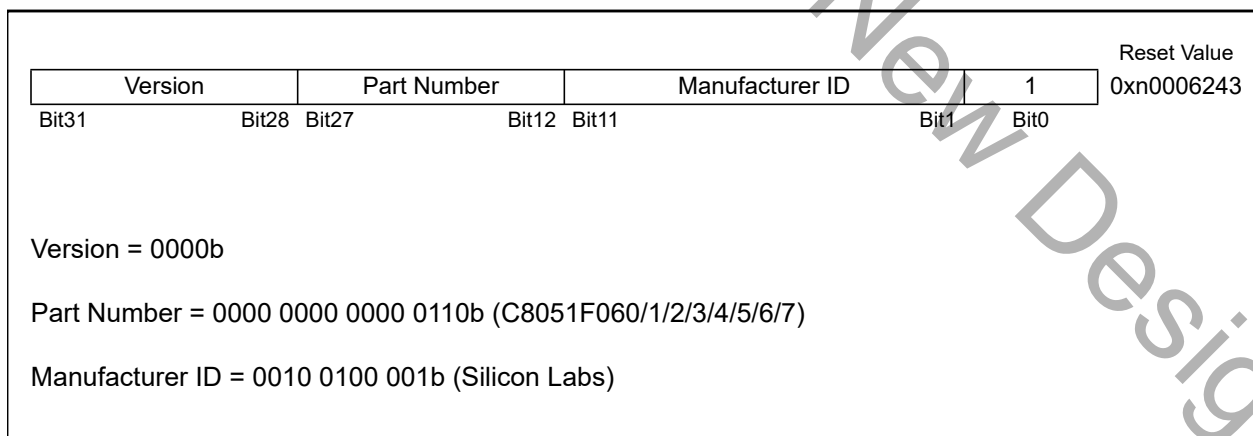 New Desig
Reset Value
Version Part Number Manufacturer ID 1 0xn0006243
Bit31 Bit28 Bit27 Bit12 Bit11 Bit1 Bit0
Version = 0000b
Part Number = 0000 0000 0000 0110b (C8051F060/1/2/3/4/5/6/7)
Manufacturer ID = 0010 0100 001b (Silicon Labs)